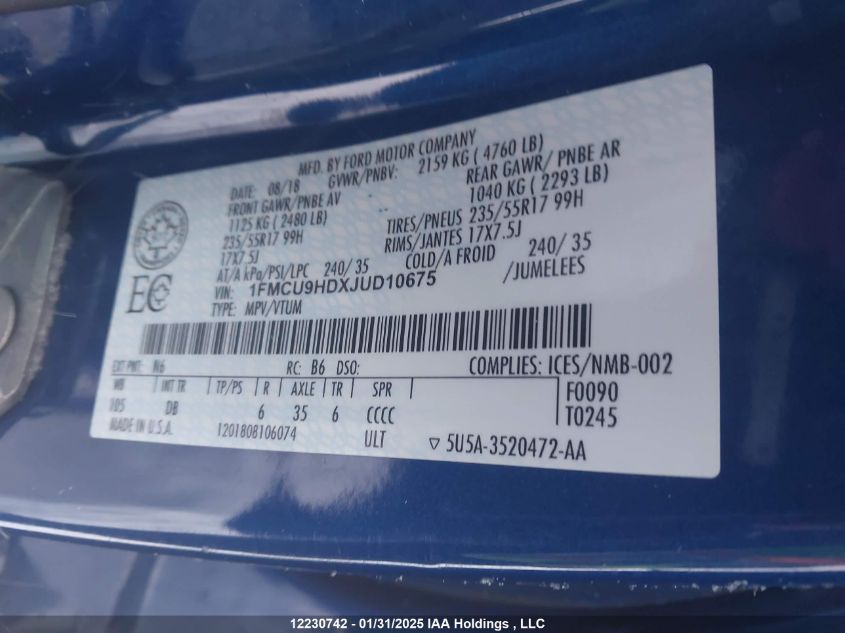 MFD. BY FORD MOTOR COMPANY
DATE: 08/18 GVWR/PNBV: 2159 KG ( 4760 LB)
FRONT GAWR/PNBE AV REAR GAWR/ PNBE AR
1125 KG ( 2480 LB) 1040 KG ( 2293 LB)
235/55R17 99H TIRES/PNEUS 235/55R17 99H
17X7.5J RIMS/JANTES 17X7.5J
AT/A kPa/PSI/LPC 240/ 35 COLD/A FROID 240/ 35
VIN: 1FMCU9HDXJUD10675 /JUMELEES
TYPE: MPV/VTUM
EC
EXT PNT: N6 RC: B6 DSO: COMPLIES: ICES/NMB-002
WB INT TR TP/PS R AXLE TR SPR F0090
105 DB 6 35 6 CCCC T0245
MADE IN U.S.A. 1201808106074 ULT ▽ 5U5A-3520472-AA
12230742 - 01/31/2025 IAA Holdings , LLC